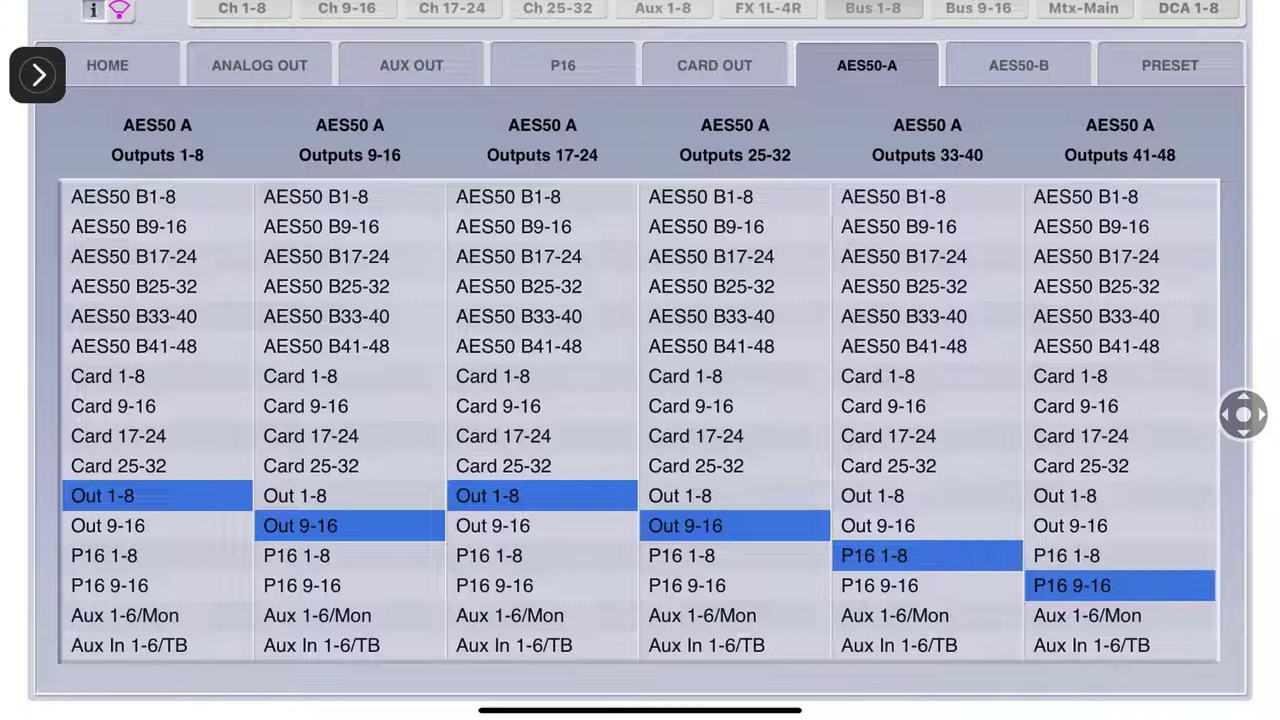 Ch 1-8 Ch 9-16 Ch 17-24 Ch 25-32 Aux 1-8 FX 1L-4R Bus 1-8 Bus 9-16 Mtx-Main DCA 1-8
HOME ANALOG OUT AUX OUT P16 CARD OUT AES50-A AES50-B PRESET
AES50 A AES50 A AES50 A AES50 A AES50 A AES50 A
Outputs 1-8 Outputs 9-16 Outputs 17-24 Outputs 25-32 Outputs 33-40 Outputs 41-48
AES50 B1-8 AES50 B1-8 AES50 B1-8 AES50 B1-8 AES50 B1-8 AES50 B1-8
AES50 B9-16 AES50 B9-16 AES50 B9-16 AES50 B9-16 AES50 B9-16 AES50 B9-16
AES50 B17-24 AES50 B17-24 AES50 B17-24 AES50 B17-24 AES50 B17-24 AES50 B17-24
AES50 B25-32 AES50 B25-32 AES50 B25-32 AES50 B25-32 AES50 B25-32 AES50 B25-32
AES50 B33-40 AES50 B33-40 AES50 B33-40 AES50 B33-40 AES50 B33-40 AES50 B33-40
AES50 B41-48 AES50 B41-48 AES50 B41-48 AES50 B41-48 AES50 B41-48 AES50 B41-48
Card 1-8 Card 1-8 Card 1-8 Card 1-8 Card 1-8 Card 1-8
Card 9-16 Card 9-16 Card 9-16 Card 9-16 Card 9-16 Card 9-16
Card 17-24 Card 17-24 Card 17-24 Card 17-24 Card 17-24 Card 17-24
Card 25-32 Card 25-32 Card 25-32 Card 25-32 Card 25-32 Card 25-32
Out 1-8 Out 1-8 Out 1-8 Out 1-8 Out 1-8 Out 1-8
Out 9-16 Out 9-16 Out 9-16 Out 9-16 Out 9-16 Out 9-16
P16 1-8 P16 1-8 P16 1-8 P16 1-8 P16 1-8 P16 1-8
P16 9-16 P16 9-16 P16 9-16 P16 9-16 P16 9-16 P16 9-16
Aux 1-6/Mon Aux 1-6/Mon Aux 1-6/Mon Aux 1-6/Mon Aux 1-6/Mon Aux 1-6/Mon
Aux In 1-6/TB Aux In 1-6/TB Aux In 1-6/TB Aux In 1-6/TB Aux In 1-6/TB Aux In 1-6/TB